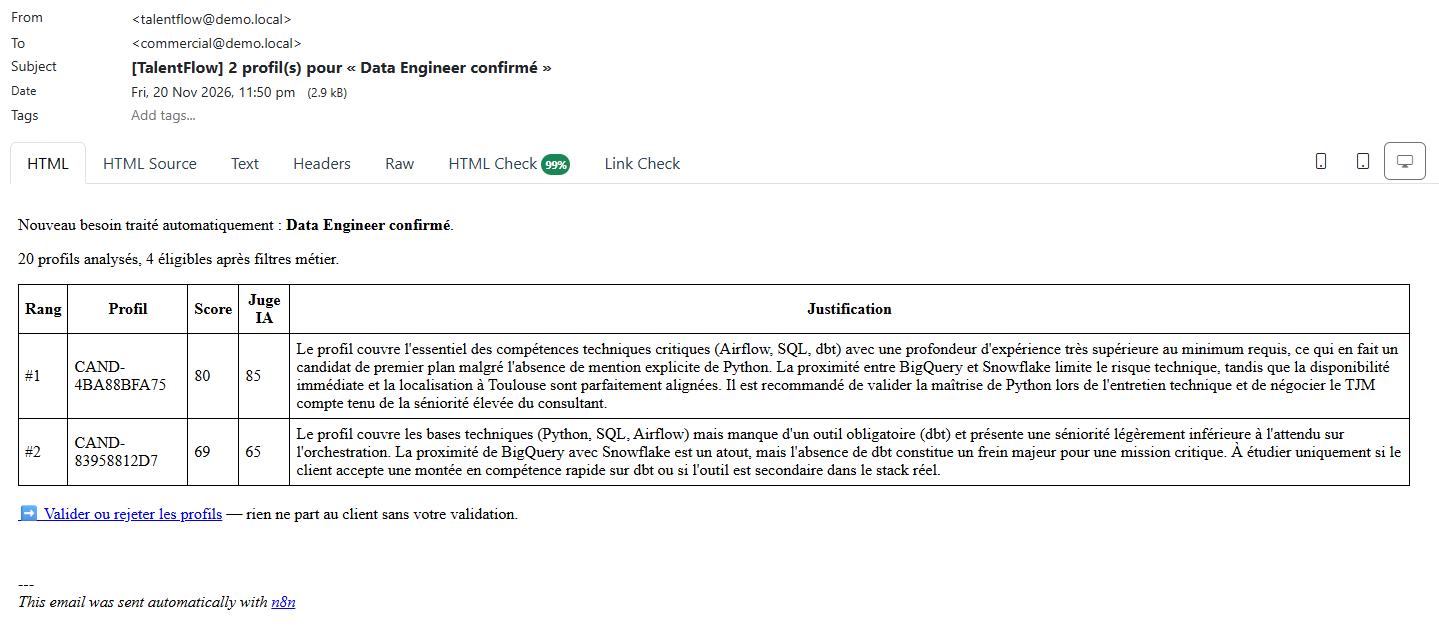 From <talentflow@demo.local>
To <commercial@demo.local>
Subject [TalentFlow] 2 profil(s) pour « Data Engineer confirmé »
Date Fri, 20 Nov 2026, 11:50 pm (2.9 kB)
Tags Add tags...
HTML HTML Source Text Headers Raw HTML Check 99% Link Check
Nouveau besoin traité automatiquement : Data Engineer confirmé.
20 profils analysés, 4 éligibles après filtres métier.
Rang Profil Score Juge IA Justification
#1 CAND-4BA88BFA75 80 85
Le profil couvre l'essentiel des compétences techniques critiques (Airflow, SQL, dbt) avec une profondeur d'expérience très supérieure au minimum requis, ce qui en fait un
candidat de premier plan malgré l'absence de mention explicite de Python. La proximité entre BigQuery et Snowflake limite le risque technique, tandis que la disponibilité
immédiate et la localisation à Toulouse sont parfaitement alignées. Il est recommandé de valider la maîtrise de Python lors de l'entretien technique et de négocier le TJM
compte tenu de la séniorité élevée du consultant.
#2 CAND-83958812D7 69 65
Le profil couvre les bases techniques (Python, SQL, Airflow) mais manque d'un outil obligatoire (dbt) et présente une séniorité légèrement inférieure à l'attendu sur
l'orchestration. La proximité de BigQuery avec Snowflake est un atout, mais l'absence de dbt constitue un frein majeur pour une mission critique. À étudier uniquement si le
client accepte une montée en compétence rapide sur dbt ou si l'outil est secondaire dans le stack réel.
➡️ Valider ou rejeter les profils — rien ne part au client sans votre validation.
---
This email was sent automatically with n8n